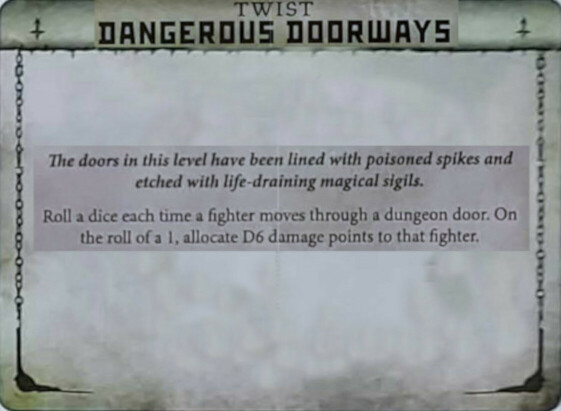 TWIST
DANGEROUS DOORWAYS
The doors in this level have been lined with poisoned spikes and
etched with life-draining magical sigils.
Roll a dice each time a fighter moves through a dungeon door. On
the roll of a 1, allocate D6 damage points to that fighter.